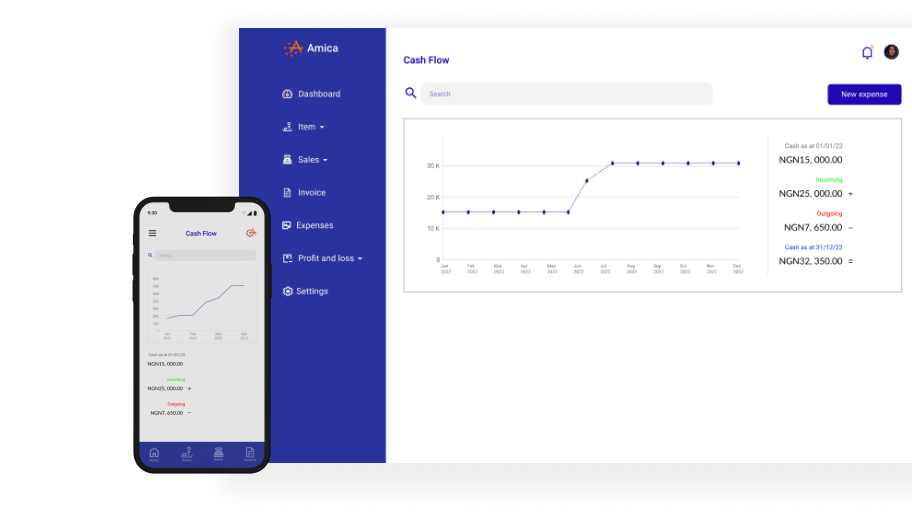 Amica
Dashboard
Item
Sales
Invoice
Expenses
Profit and loss
Settings
Cash Flow
Search
New expense
30 K
20 K
10 K
0
Jan Feb Mar Apr May Jun Jul Aug Sep Oct Nov Dec
2022 2022 2022 2022 2022 2022 2022 2022 2022 2022 2022 2022
Cash as at 01/01/22
NGN15, 000.00
Incoming
NGN25, 000.00 +
Outgoing
NGN7, 650.00 –
Cash as at 31/12/22
NGN32, 350.00 =
9:30
Cash Flow
Search
Jan Feb Mar Apr
2022 2022 2022 2022
Cash as at 01/01/22
NGN15, 000.00
Incoming
NGN25, 000.00 +
Outgoing
NGN7, 650.00 –